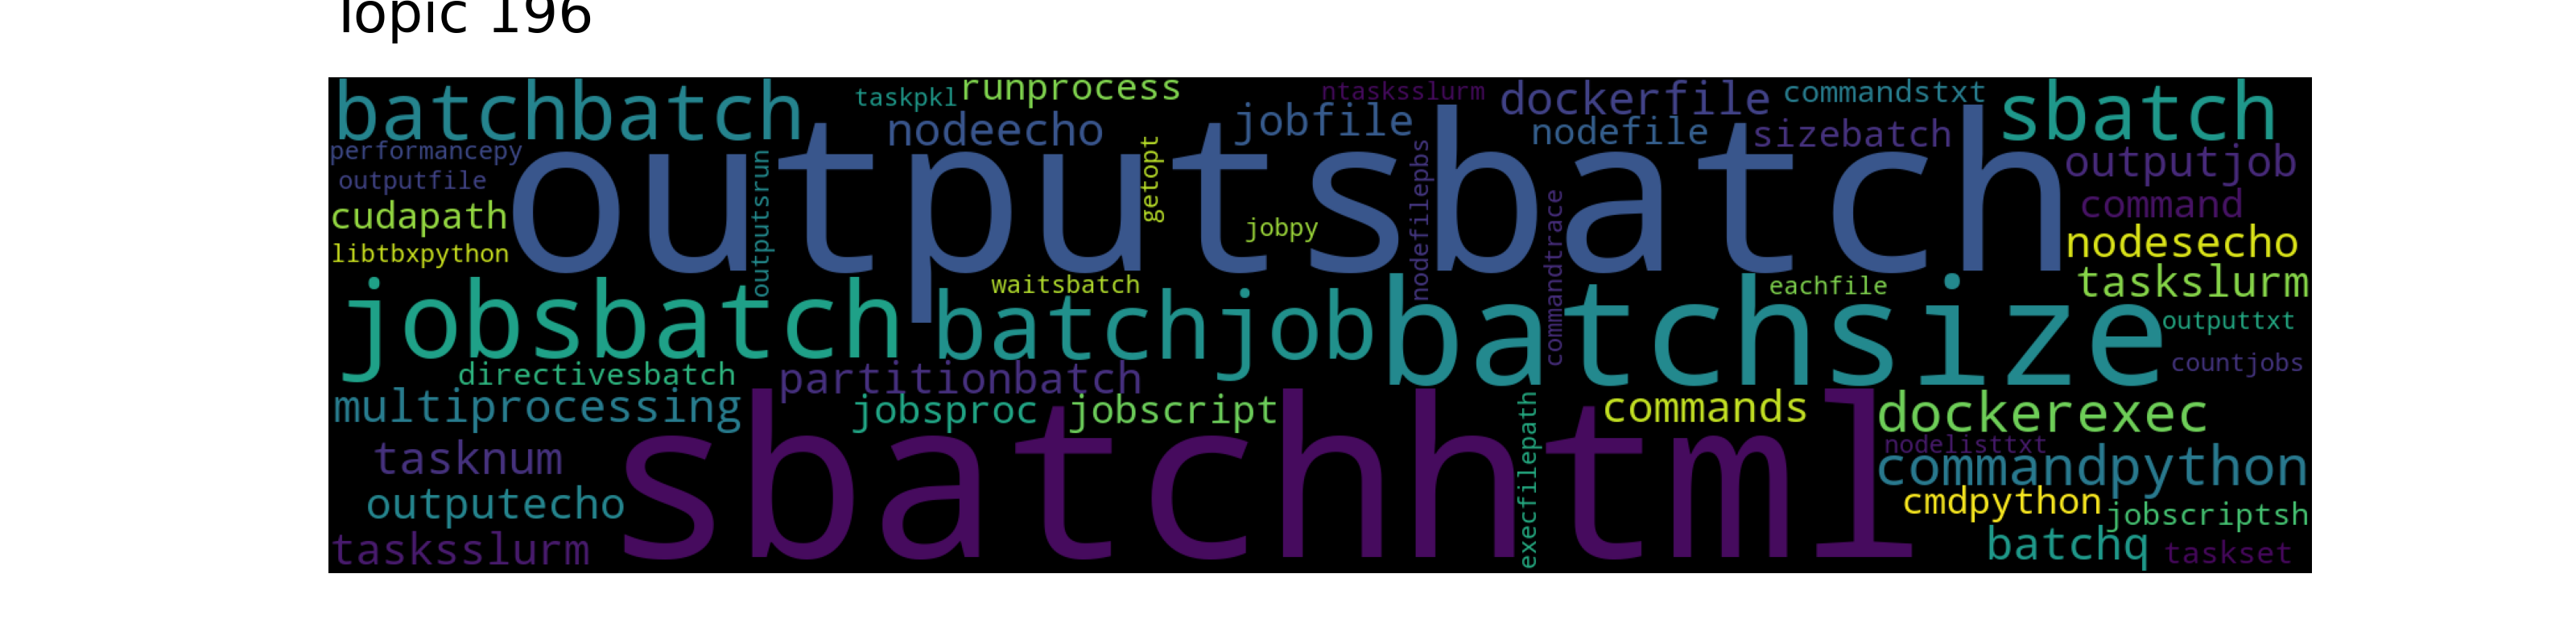 Topic 196
batchbatch
taskpkl
runprocess
ntasksslurm
dockerfile
commandstxt
sbatch
nodeecho
jobfile
nodefile
sizebatch
performancepy
outputsbatch
outputjob
outputfile
outputsrun
getopt
nodefilepbs
commandtrace
command
cudapath
jobpy
nodesecho
libtbxpython
taskslurm
jobsbatch
waitsbatch
eachfile
batchjob
batchsize
outputtxt
directivesbatch
partitionbatch
countjobs
multiprocessing
jobsproc
jobscript
execfilepath
commands
dockerexec
tasknum
sbatchhtml
nodelisttxt
commandpython
outputecho
cmdpython
jobscriptsh
tasksslurm
batchq
taskset